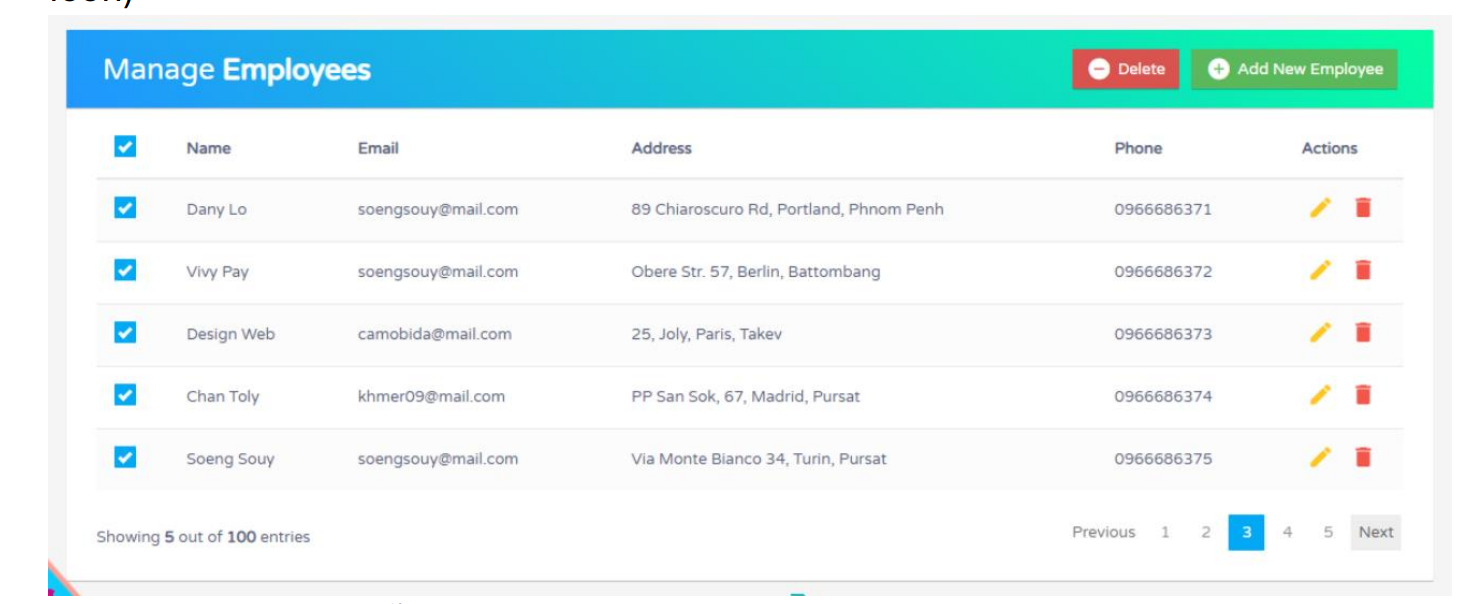 Manage Employees
Delete
Add New Employee
Name Email Address Phone Actions
Dany Lo soengsouy@mail.com 89 Chiaroscuro Rd, Portland, Phnom Penh 0966686371
Vivy Pay soengsouy@mail.com Obere Str. 57, Berlin, Battombang 0966686372
Design Web camobida@mail.com 25, Joly, Paris, Takev 0966686373
Chan Toly khmer09@mail.com PP San Sok, 67, Madrid, Pursat 0966686374
Soeng Souy soengsouy@mail.com Via Monte Bianco 34, Turin, Pursat 0966686375
Showing 5 out of 100 entries
Previous 1 2 3 4 5 Next